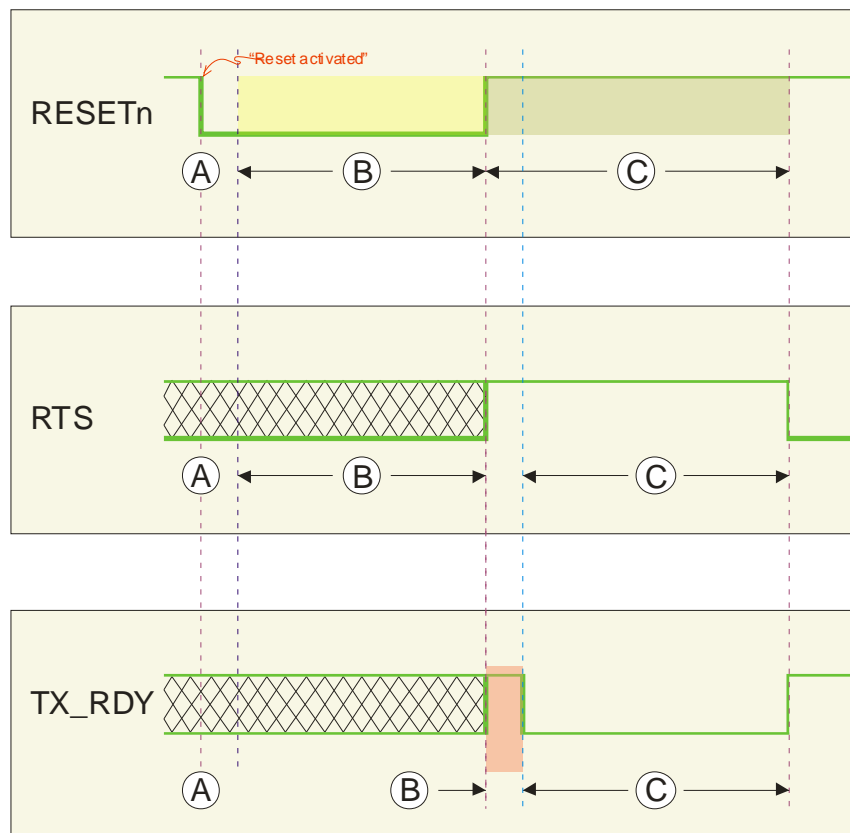 “Reset activated”
RESETn
A B C
RTS
A B C
TX_RDY
A B C